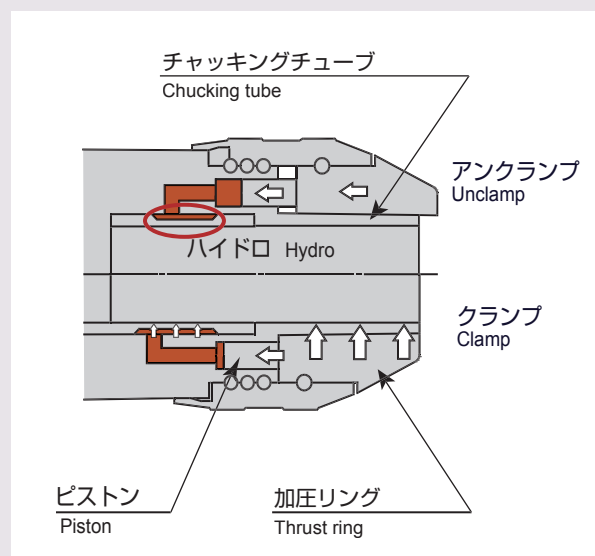 チャッキングチューブ
Chucking tube
アンクランプ
Unclamp
ハイドロ Hydro
クランプ
Clamp
ピストン
Piston
加圧リング
Thrust ring